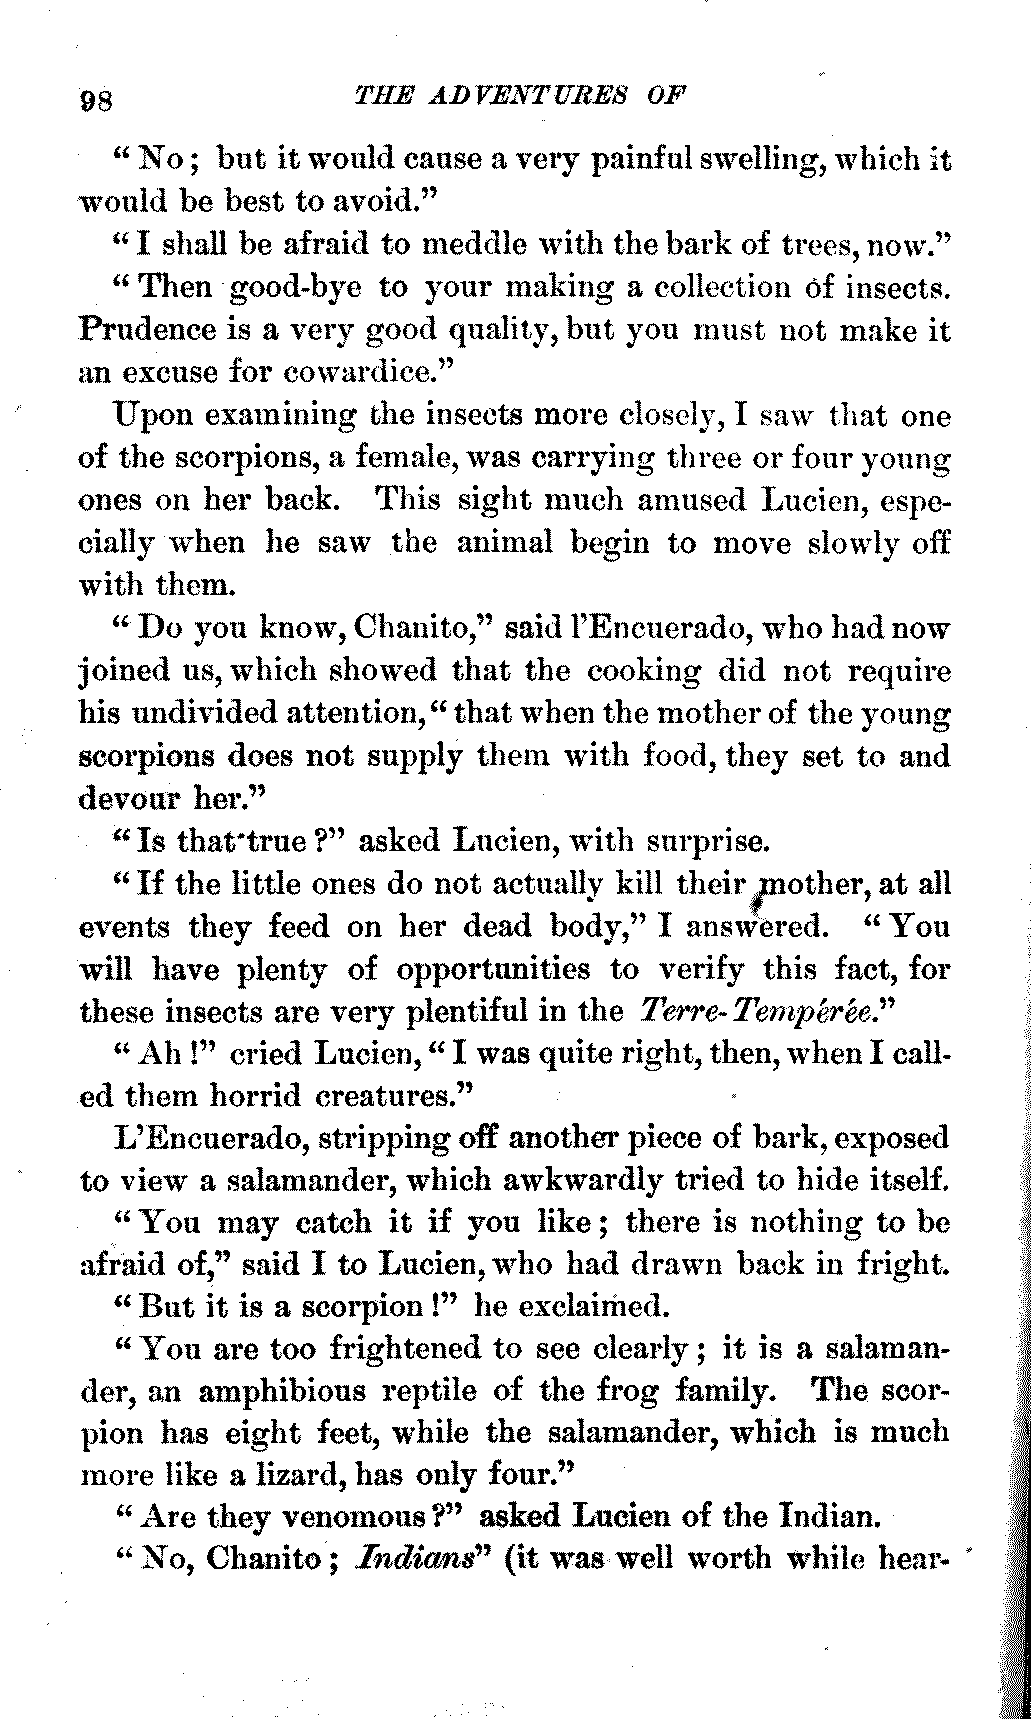 98 THE ADVENTURES OF
"No; but it would cause a very painful swelling, which it
would be best to avoid."
"I shall be afraid to meddle with the bark of trees, now."
"Then good-bye to your making a collection of insects.
Prudence is a very good quality, but you must not make it
an excuse for cowardice."
Upon examining the insects more closely, I saw that one
of the scorpions, a female, was carrying three or four young
ones on her back. This sight much amused Lucien, espe-
cially when he saw the animal begin to move slowly off
with them.
"Do you know, Chanito," said l'Encuerado, who had now
joined us, which showed that the cooking did not require
his undivided attention, "that when the mother of the young
scorpions does not supply them with food, they set to and
devour her."
"Is that true?" asked Lucien, with surprise.
"If the little ones do not actually kill their mother, at all
events they feed on her dead body," I answered. "You
will have plenty of opportunities to verify this fact, for
these insects are very plentiful in the Terre-Tempérée."
"Ah!" cried Lucien, "I was quite right, then, when I call-
ed them horrid creatures."
L'Encuerado, stripping off another piece of bark, exposed
to view a salamander, which awkwardly tried to hide itself.
"You may catch it if you like; there is nothing to be
afraid of," said I to Lucien, who had drawn back in fright.
"But it is a scorpion!" he exclaimed.
"You are too frightened to see clearly; it is a salaman-
der, an amphibious reptile of the frog family. The scor-
pion has eight feet, while the salamander, which is much
more like a lizard, has only four."
"Are they venomous?" asked Lucien of the Indian.
"No, Chanito; Indians" (it was well worth while hear-